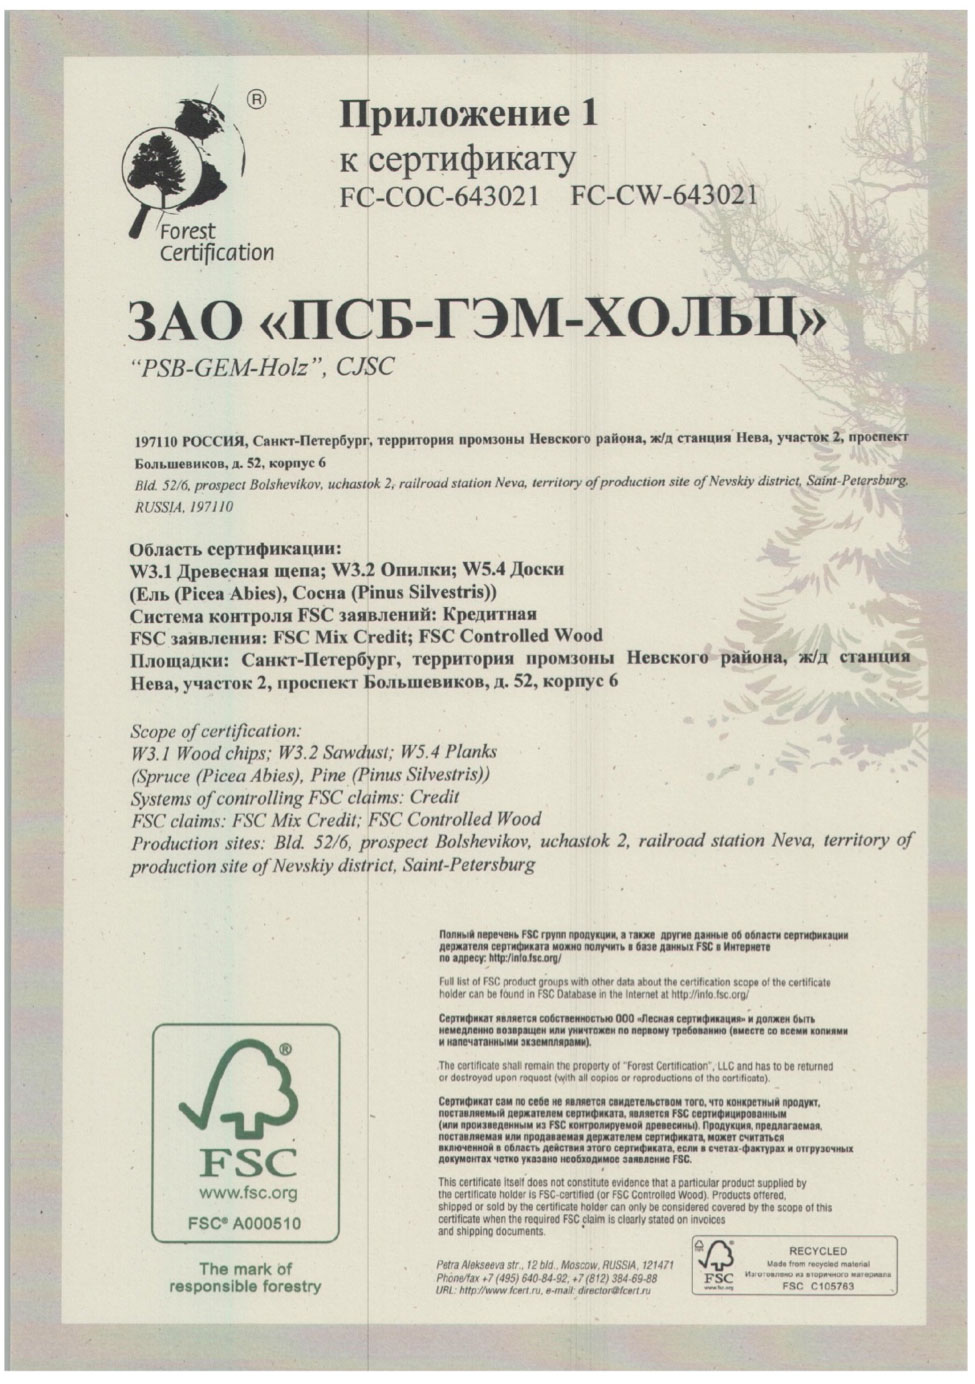 ®
Приложение 1
к сертификату
FC-COC-643021 FC-CW-643021
Forest
Certification
ЗАО «ПСБ-ГЭМ-ХОЛЬЦ»
“PSB-GEM-Holz”, CJSC
197110 РОССИЯ, Санкт-Петербург, территория промзоны Невского района, ж/д станция Нева, участок 2, проспект
Большевиков, д. 52, корпус 6
Bld. 52/6, prospect Bolshevikov, uchastok 2, railroad station Neva, territory of production site of Nevskiy district, Saint-Petersburg,
RUSSIA, 197110
Область сертификации:
W3.1 Древесная щепа; W3.2 Опилки; W5.4 Доски
(Ель (Picea Abies), Сосна (Pinus Silvestris))
Система контроля FSC заявлений: Кредитная
FSC заявления: FSC Mix Credit; FSC Controlled Wood
Площадки: Санкт-Петербург, территория промзоны Невского района, ж/д станция
Нева, участок 2, проспект Большевиков, д. 52, корпус 6
Scope of certification:
W3.1 Wood chips; W3.2 Sawdust; W5.4 Planks
(Spruce (Picea Abies), Pine (Pinus Silvestris))
Systems of controlling FSC claims: Credit
FSC claims: FSC Mix Credit; FSC Controlled Wood
Production sites: Bld. 52/6, prospect Bolshevikov, uchastok 2, railroad station Neva, territory of
production site of Nevskiy district, Saint-Petersburg
Полный перечень FSC групп продукции, а также другие данные об области сертификации
держателя сертификата можно получить в базе данных FSC в Интернете
по адресу: http:/info.fsc.org/
Full list of FSC product groups with other data about the certification scope of the certificate
holder can be found in FSC Database in the Internet at http://info.fsc.org/
Сертификат является собственностью ООО «Лесная сертификация» и должен быть
немедленно возвращен или уничтожен по первому требованию (вместе со всеми копиями
и напечатанными экземплярами).
The certificate shall remain the property of "Forest Certification", LLC and has to be returned
or destroyed upon request (with all copies or reproductions of the certificate).
Сертификат сам по себе не является свидетельством того, что конкретный продукт,
поставляемый держателем сертификата, является FSC сертифицированным
(или произведенным из FSC контролируемой древесины). Продукция, предлагаемая,
поставляемая или продаваемая держателем сертификата, может считаться
включенной в область действия этого сертификата, если в счетах-фактурах и отгрузочных
документах четко указано необходимое заявление FSC.
This certificate itself does not constitute evidence that a particular product supplied by
the certificate holder is FSC-certified (or FSC Controlled Wood). Products offered,
shipped or sold by the certificate holder can only be considered covered by the scope of this
certificate when the required FSC claim is clearly stated on invoices
and shipping documents.
®
FSC
www.fsc.org
FSC® A000510
The mark of
responsible forestry
Petra Alekseeva str., 12 bld., Moscow, RUSSIA, 121471
Phone/fax +7 (495) 640-84-92, +7 (812) 384-69-88
URL: http://www.fcert.ru, e-mail: director@fcert.ru
FSC
www.fsc.org
RECYCLED
Made from recycled material
Изготовлено из вторичного материала
FSC C105763